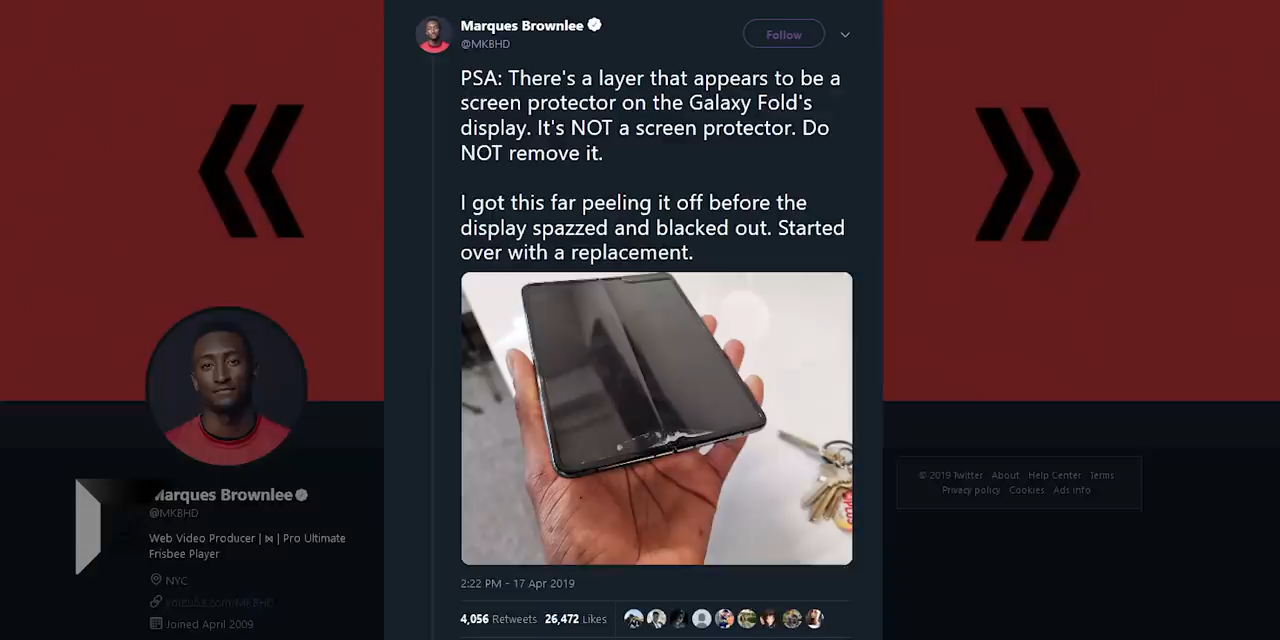 Marques Brownlee
@MKBHD
Follow
PSA: There's a layer that appears to be a
screen protector on the Galaxy Fold's
display. It's NOT a screen protector. Do
NOT remove it.
I got this far peeling it off before the
display spazzed and blacked out. Started
over with a replacement.
2:22 PM - 17 Apr 2019
4,056 Retweets 26,472 Likes
Marques Brownlee
@MKBHD
Web Video Producer | ⋈ | Pro Ultimate
Frisbee Player
NYC
youtube.com/MKBHD
Joined April 2009
© 2019 Twitter About Help Center Terms
Privacy policy Cookies Ads info